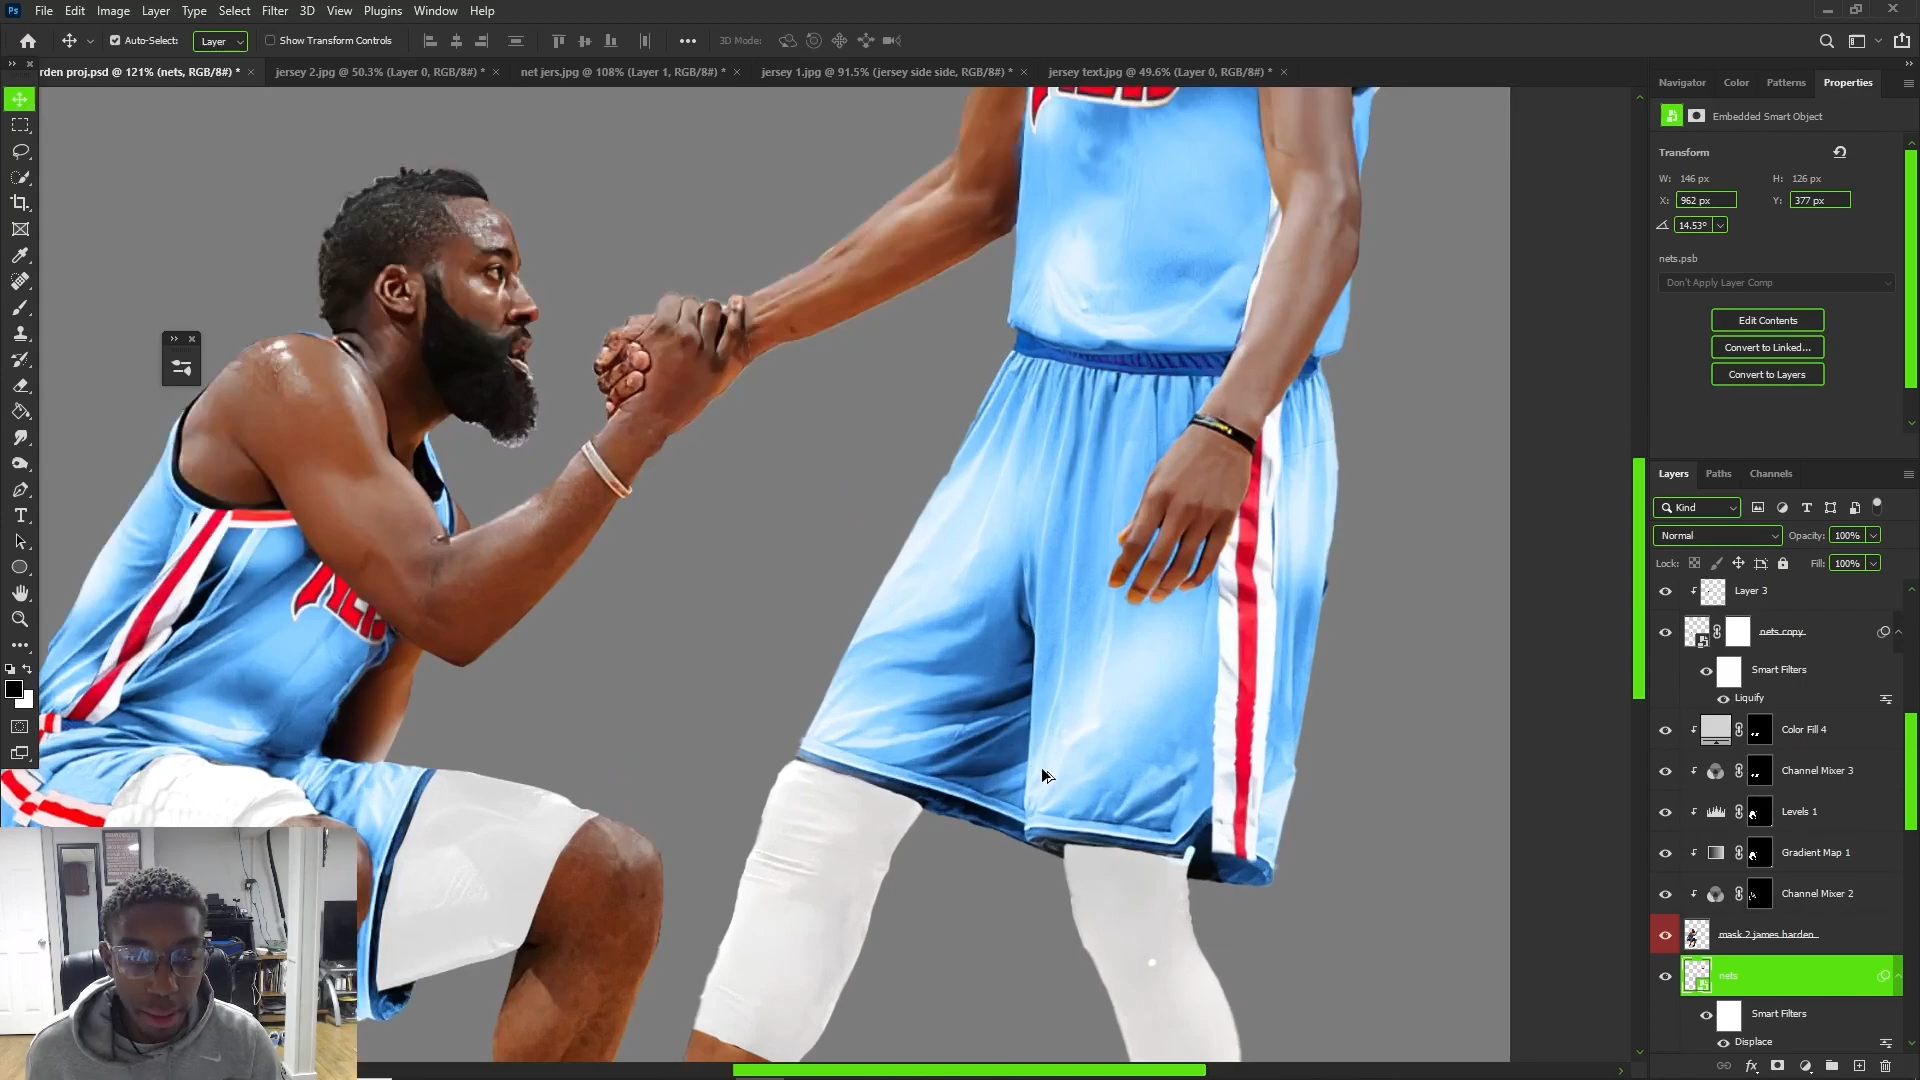 Ps File Edit Image Layer Type Select Filter 3D View Plugins Window Help
Auto-Select: Layer Show Transform Controls 3D Mode:
rden proj.psd @ 121% (nets, RGB/8#) * jersey 2.jpg @ 50.3% (Layer 0, RGB/8#) * net jers.jpg @ 108% (Layer 1, RGB/8#) * jersey 1.jpg @ 91.5% (jersey side side, RGB/8#) * jersey text.jpg @ 49.6% (Layer 0, RGB/8#) *
Navigator Color Patterns Properties
Embedded Smart Object
Transform
W: 146 px H: 126 px
X: 962 px Y: 377 px
14.53°
nets.psb
Don't Apply Layer Comp
Edit Contents
Convert to Linked...
Convert to Layers
Layers Paths Channels
Kind
Normal Opacity: 100%
Lock: Fill: 100%
Layer 3
nets copy
Smart Filters
Liquify
Color Fill 4
Channel Mixer 3
Levels 1
Gradient Map 1
Channel Mixer 2
mask 2 james harden
nets
Smart Filters
Displace